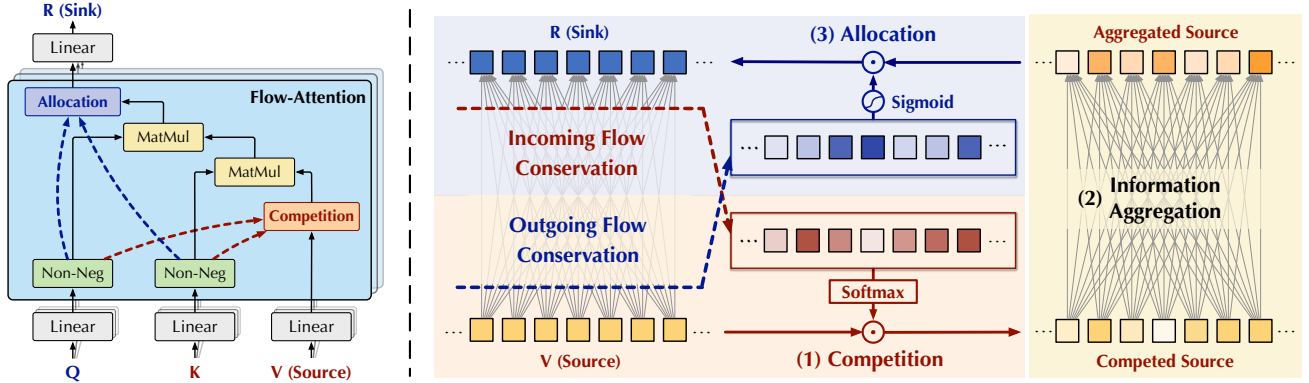 R (Sink)
Linear
Flow-Attention
Allocation
MatMul
MatMul
Competition
Non-Neg
Non-Neg
Linear
Linear
Linear
Q
K
V (Source)
R (Sink)
(3) Allocation
Sigmoid
Incoming Flow
Conservation
Outgoing Flow
Conservation
Softmax
V (Source)
(1) Competition
Aggregated Source
(2) Information
Aggregation
Competed Source